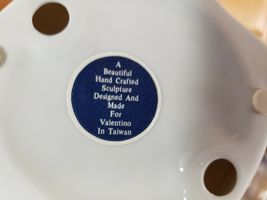 A
Beautiful
Hand Crafted
Sculpture
Designed And
Made
For
Valentino
In Taiwan